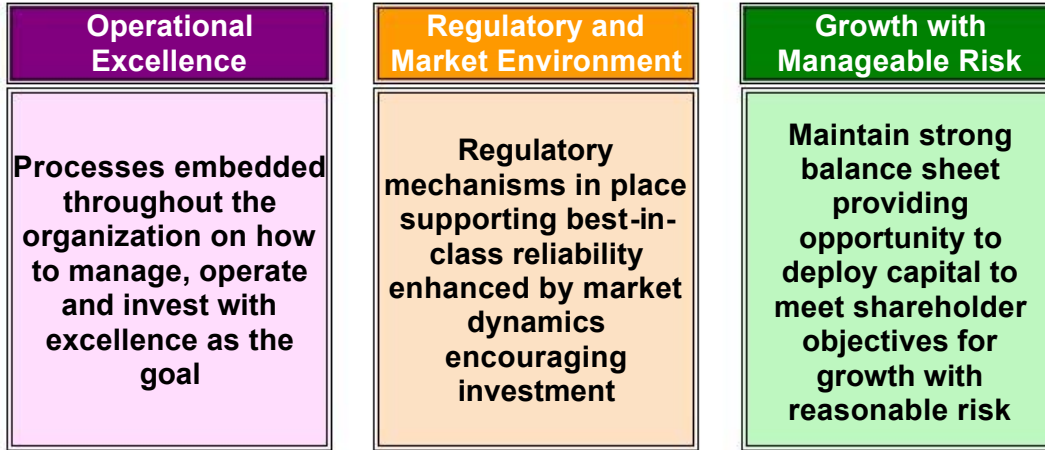 Operational
Excellence
Processes embedded
throughout the
organization on how
to manage, operate
and invest with
excellence as the
goal
Regulatory and
Market Environment
Regulatory
mechanisms in place
supporting best-in-
class reliability
enhanced by market
dynamics
encouraging
investment
Growth with
Manageable Risk
Maintain strong
balance sheet
providing
opportunity to
deploy capital to
meet shareholder
objectives for
growth with
reasonable risk